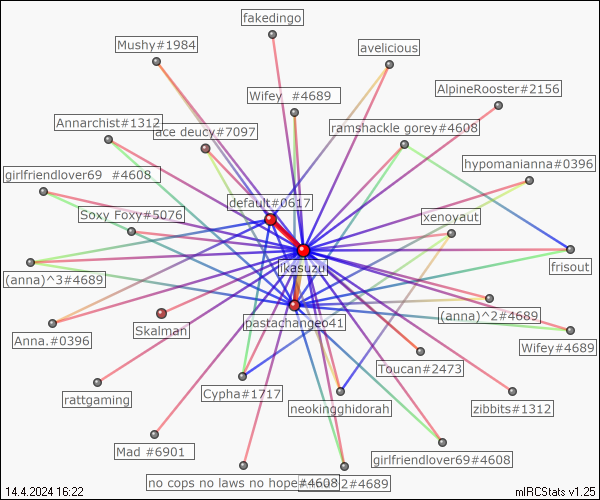 fakedingo
Mushy#1984
avelicious
AlpineRooster#2156
Wifey #4689
Annarchist#1312
ace deucy#7097
ramshackle gorey#4608
hypomanianna#0396
girlfriendlover69 #4608
default#0617
Soxy Foxy#5076
xenoyaut
ikasuzu
frisout
(anna)^3#4689
pastachangeo41
(anna)^2#4689
Skalman
Anna.#0396
Wifey#4689
Toucan#2473
rattgaming
Cypha#1717
neokingghidorah
zibbits#1312
Mad #6901
girlfriendlover69#4608
no cops no laws no hope#4608
2#4689
14.4.2024 16:22
mIRCStats v1.25